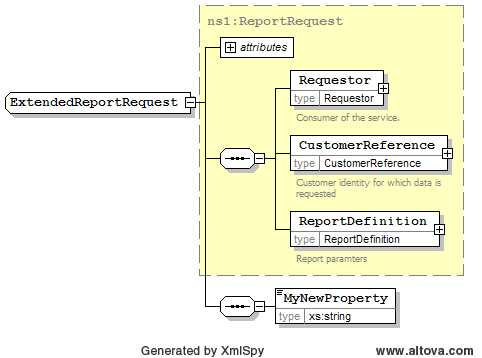 ns1:ReportRequest
attributes
ExtendedReportRequest
Requestor
type Requestor
Consumer of the service.
CustomerReference
type CustomerReference
Customer identity for which data is
requested
ReportDefinition
type ReportDefinition
Report paramters
MyNewProperty
type xs:string
Generated by XmlSpy www.altova.com